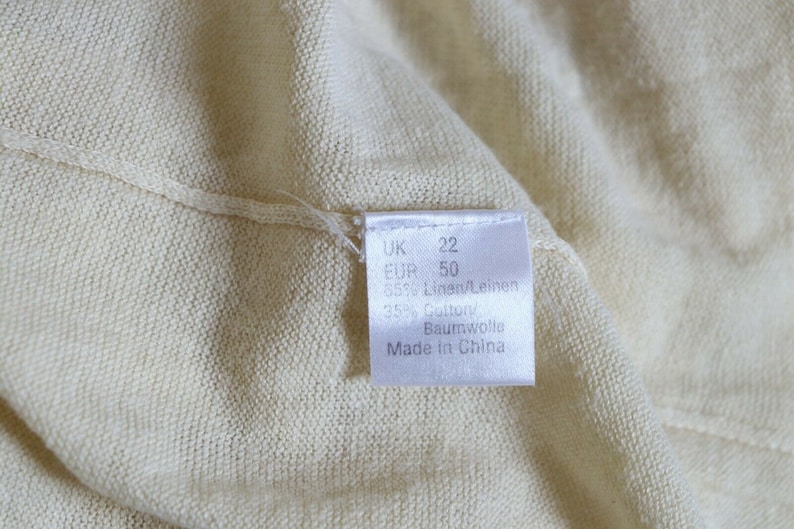 UK 22
EUR 50
65% Linen/Leinen
35% Cotton/
Baumwolle
Made in China